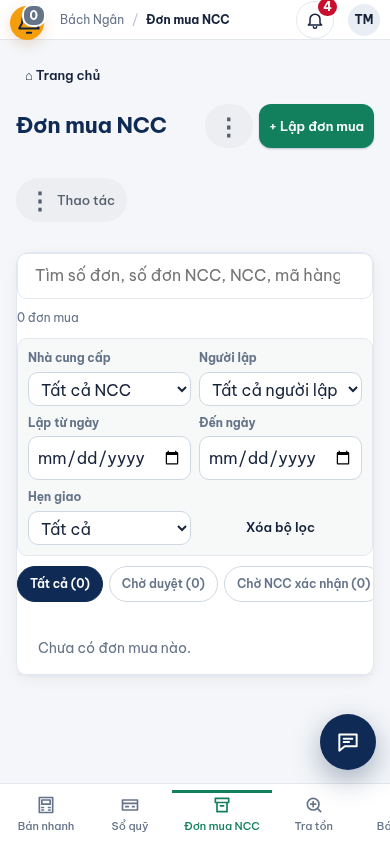 0
Bách Ngân / Đơn mua NCC
4
TM
⌂ Trang chủ
Đơn mua NCC
⋮
+ Lập đơn mua
⋮ Thao tác
Tìm số đơn, số đơn NCC, NCC, mã hàng
0 đơn mua
Nhà cung cấp
Người lập
Tất cả NCC
Tất cả người lập
Lập từ ngày
Đến ngày
mm/dd/yyyy
mm/dd/yyyy
Hẹn giao
Tất cả
Xóa bộ lọc
Tất cả (0)
Chờ duyệt (0)
Chờ NCC xác nhận (0)
Chưa có đơn mua nào.
Bán nhanh
Sổ quỹ
Đơn mua NCC
Tra tồn